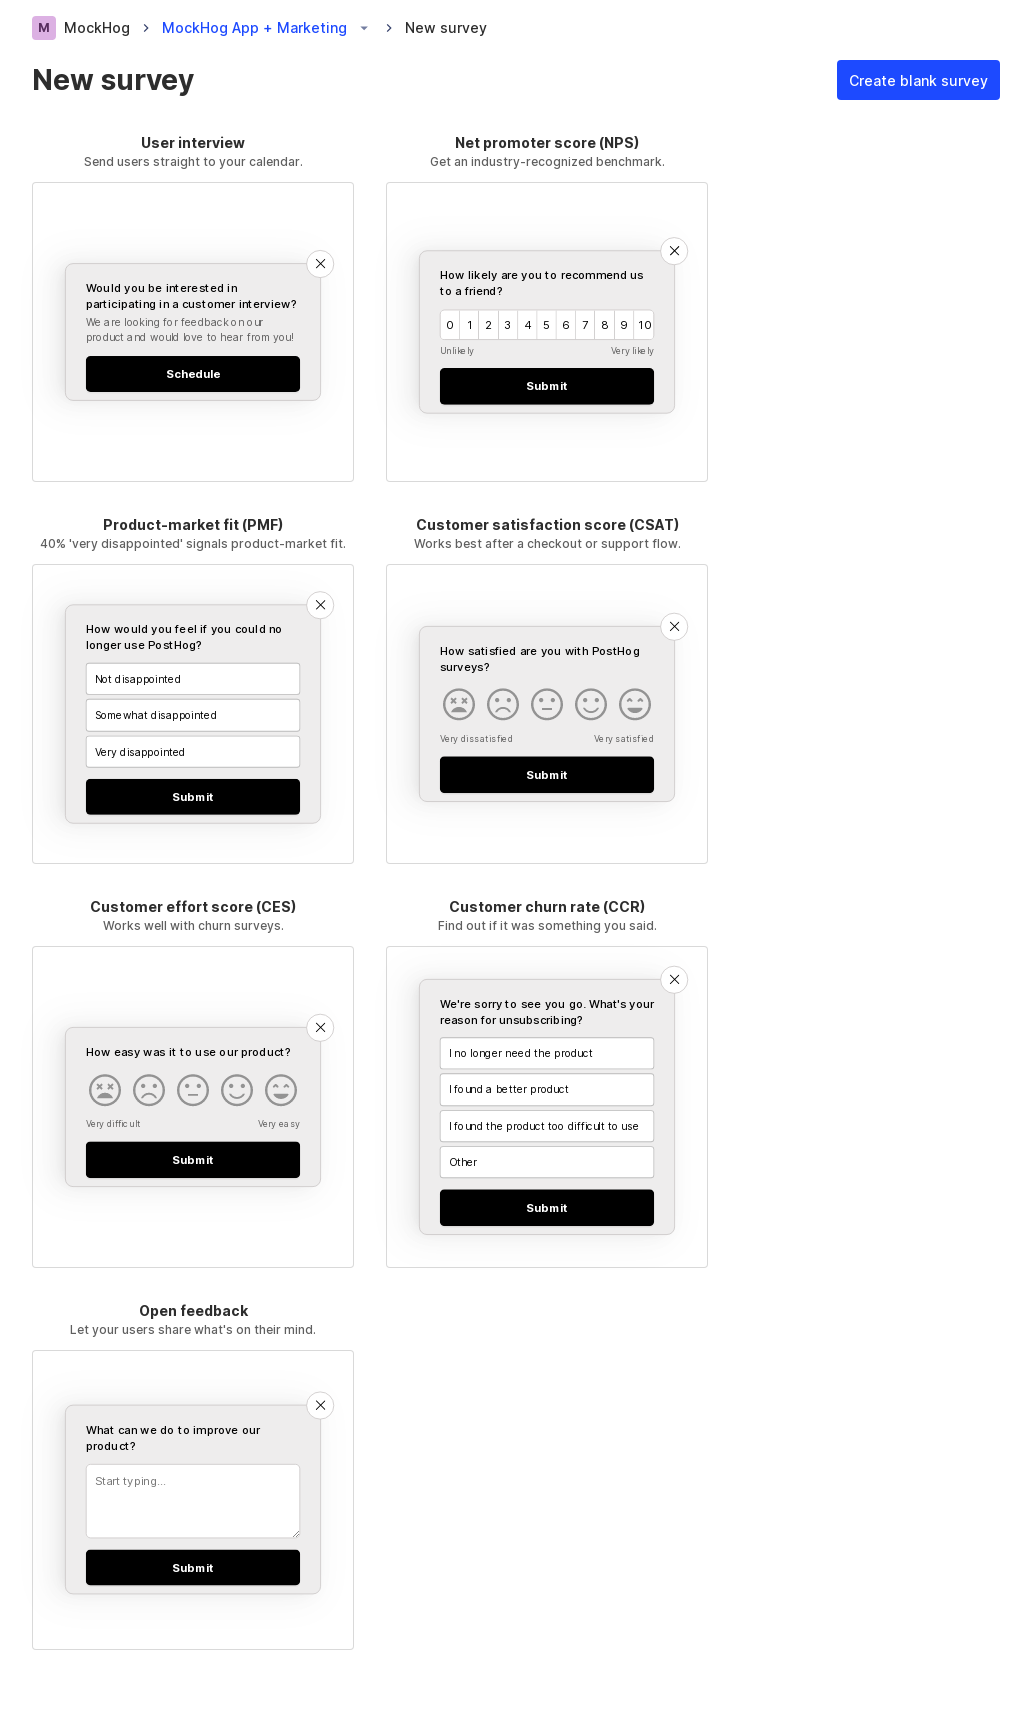 M MockHog MockHog App + Marketing New survey
New survey
Create blank survey
User interview
Send users straight to your calendar.
Would you be interested in
participating in a customer interview?
We are looking for feedback on our
product and would love to hear from you!
Schedule
Net promoter score (NPS)
Get an industry-recognized benchmark.
How likely are you to recommend us
to a friend?
0 1 2 3 4 5 6 7 8 9 10
Unlikely Very likely
Submit
Product-market fit (PMF)
40% 'very disappointed' signals product-market fit.
How would you feel if you could no
longer use PostHog?
Not disappointed
Somewhat disappointed
Very disappointed
Submit
Customer satisfaction score (CSAT)
Works best after a checkout or support flow.
How satisfied are you with PostHog
surveys?
Very dissatisfied Very satisfied
Submit
Customer effort score (CES)
Works well with churn surveys.
How easy was it to use our product?
Very difficult Very easy
Submit
Customer churn rate (CCR)
Find out if it was something you said.
We're sorry to see you go. What's your
reason for unsubscribing?
I no longer need the product
I found a better product
I found the product too difficult to use
Other
Submit
Open feedback
Let your users share what's on their mind.
What can we do to improve our
product?
Start typing...
Submit